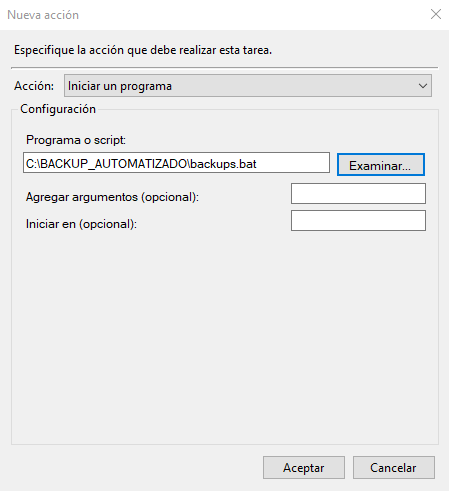 Nueva acción
Especifique la acción que debe realizar esta tarea.
Acción: Iniciar un programa
Configuración
Programa o script:
C:\BACKUP_AUTOMATIZADO\backups.bat Examinar...
Agregar argumentos (opcional):
Iniciar en (opcional):
Aceptar Cancelar